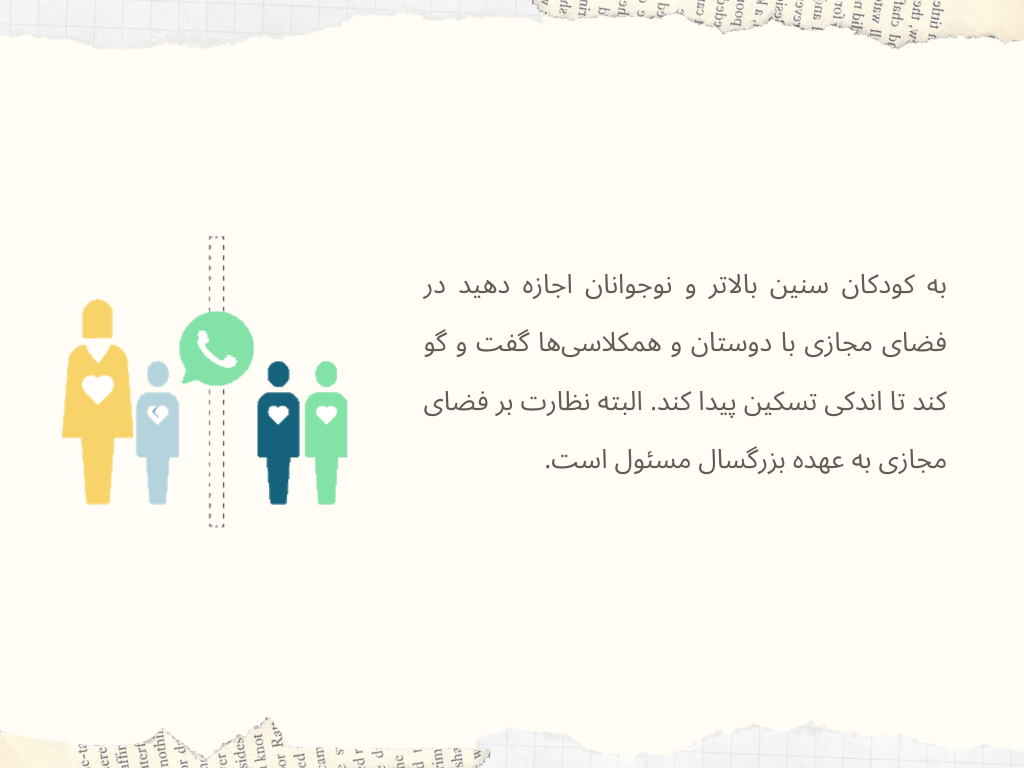 به کودکان سنین بالاتر و نوجوانان اجازه دهید در
فضای مجازی با دوستان و همکلاسی‌ها گفت و گو
کند تا اندکی تسکین پیدا کند. البته نظارت بر فضای
مجازی به عهده بزرگسال مسئول است.